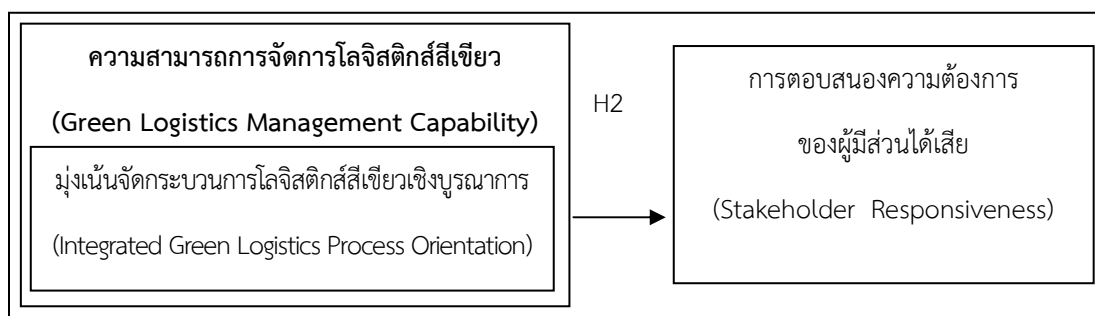 ความสามารถการจัดการโลจิสติกส์สีเขียว
(Green Logistics Management Capability)
มุ่งเน้นจัดกระบวนการโลจิสติกส์สีเขียวเชิงบูรณาการ
(Integrated Green Logistics Process Orientation)
H2
การตอบสนองความต้องการ
ของผู้มีส่วนได้เสีย
(Stakeholder Responsiveness)